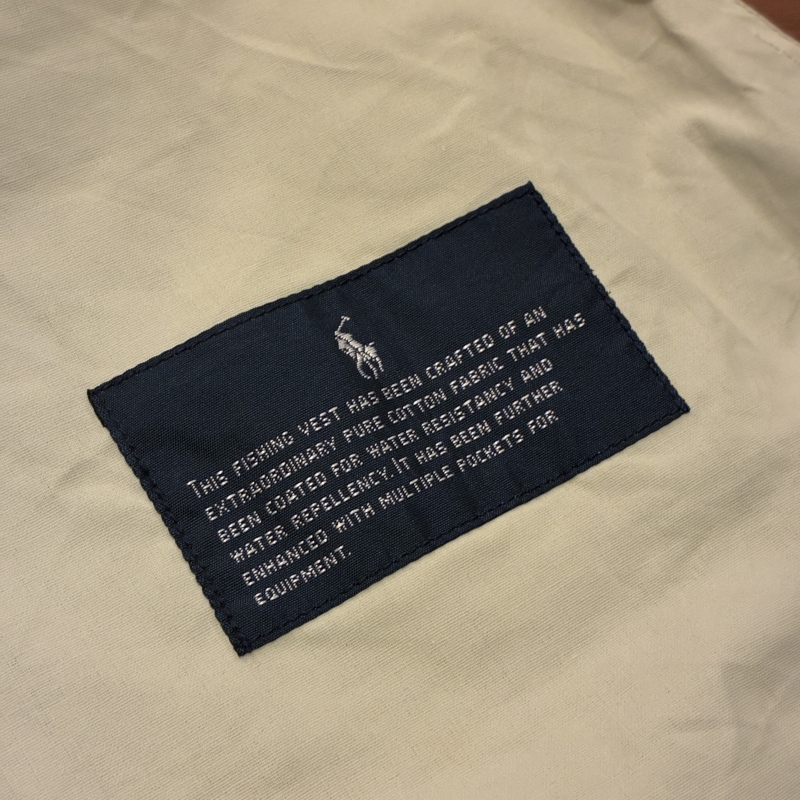 THIS FISHING VEST HAS BEEN CRAFTED OF AN
EXTRAORDINARY PURE COTTON FABRIC THAT HAS
BEEN COATED FOR WATER RESISTANCY AND
WATER REPELLENCY. IT HAS BEEN FURTHER
ENHANCED WITH MULTIPLE POCKETS FOR
EQUIPMENT.